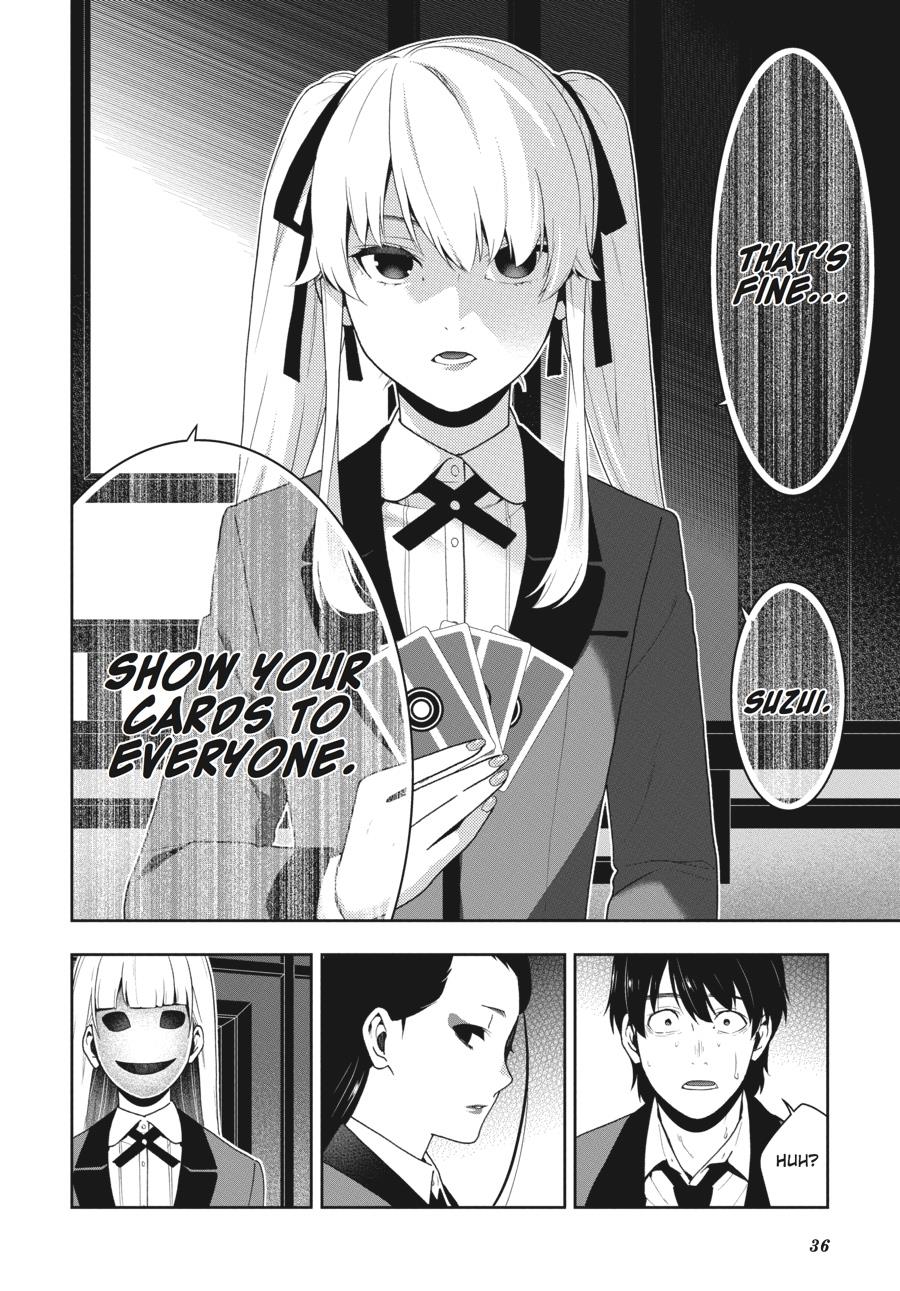 THAT'S
FINE...
SUZUI.
SHOW YOUR
CARDS TO
EVERYONE.
HUH?
36